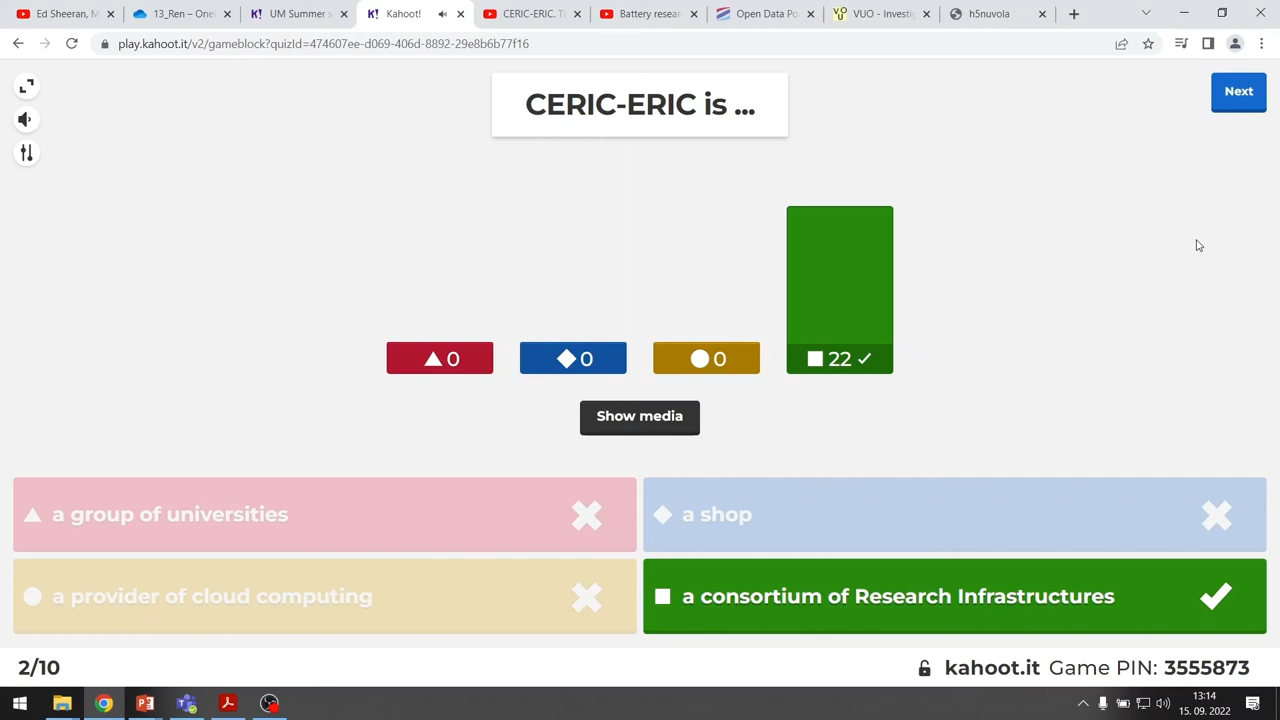 Ed Sheeran, M
13_Ren – Onel
UM Summer s
Kahoot!
CERIC-ERIC. Tl
Battery resear
Open Data Po
VUO - Investig
h5nuvola
play.kahoot.it/v2/gameblock?quizId=474607ee-d069-406d-8892-29e8b6b77f16
CERIC-ERIC is ...
Next
0
0
0
22
Show media
a group of universities
a shop
a provider of cloud computing
a consortium of Research Infrastructures
2/10
kahoot.it Game PIN: 3555873
13:14
15. 09. 2022